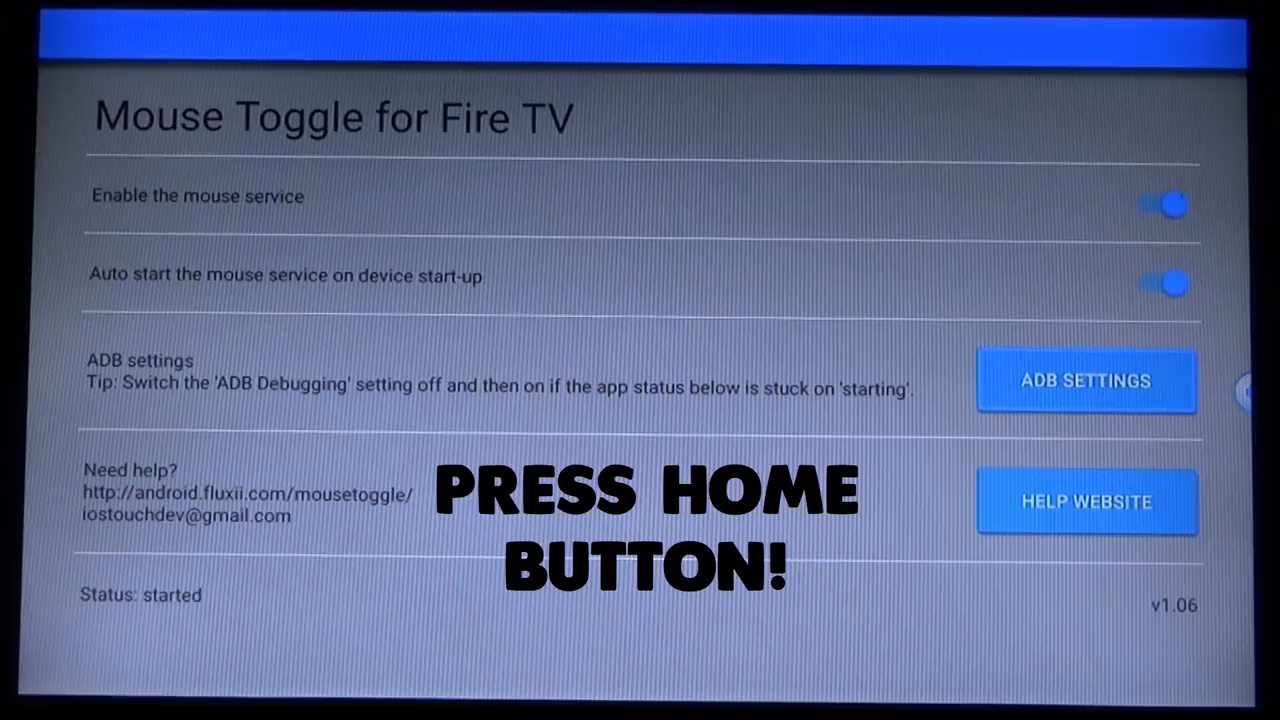 Mouse Toggle for Fire TV
Enable the mouse service
Auto start the mouse service on device start-up
ADB settings
Tip: Switch the 'ADB Debugging' setting off and then on if the app status below is stuck on 'starting'.
ADB SETTINGS
Need help?
http://android.fluxii.com/mousetoggle/
iostouchdev@gmail.com
HELP WEBSITE
PRESS HOME
BUTTON!
Status: started
v1.06